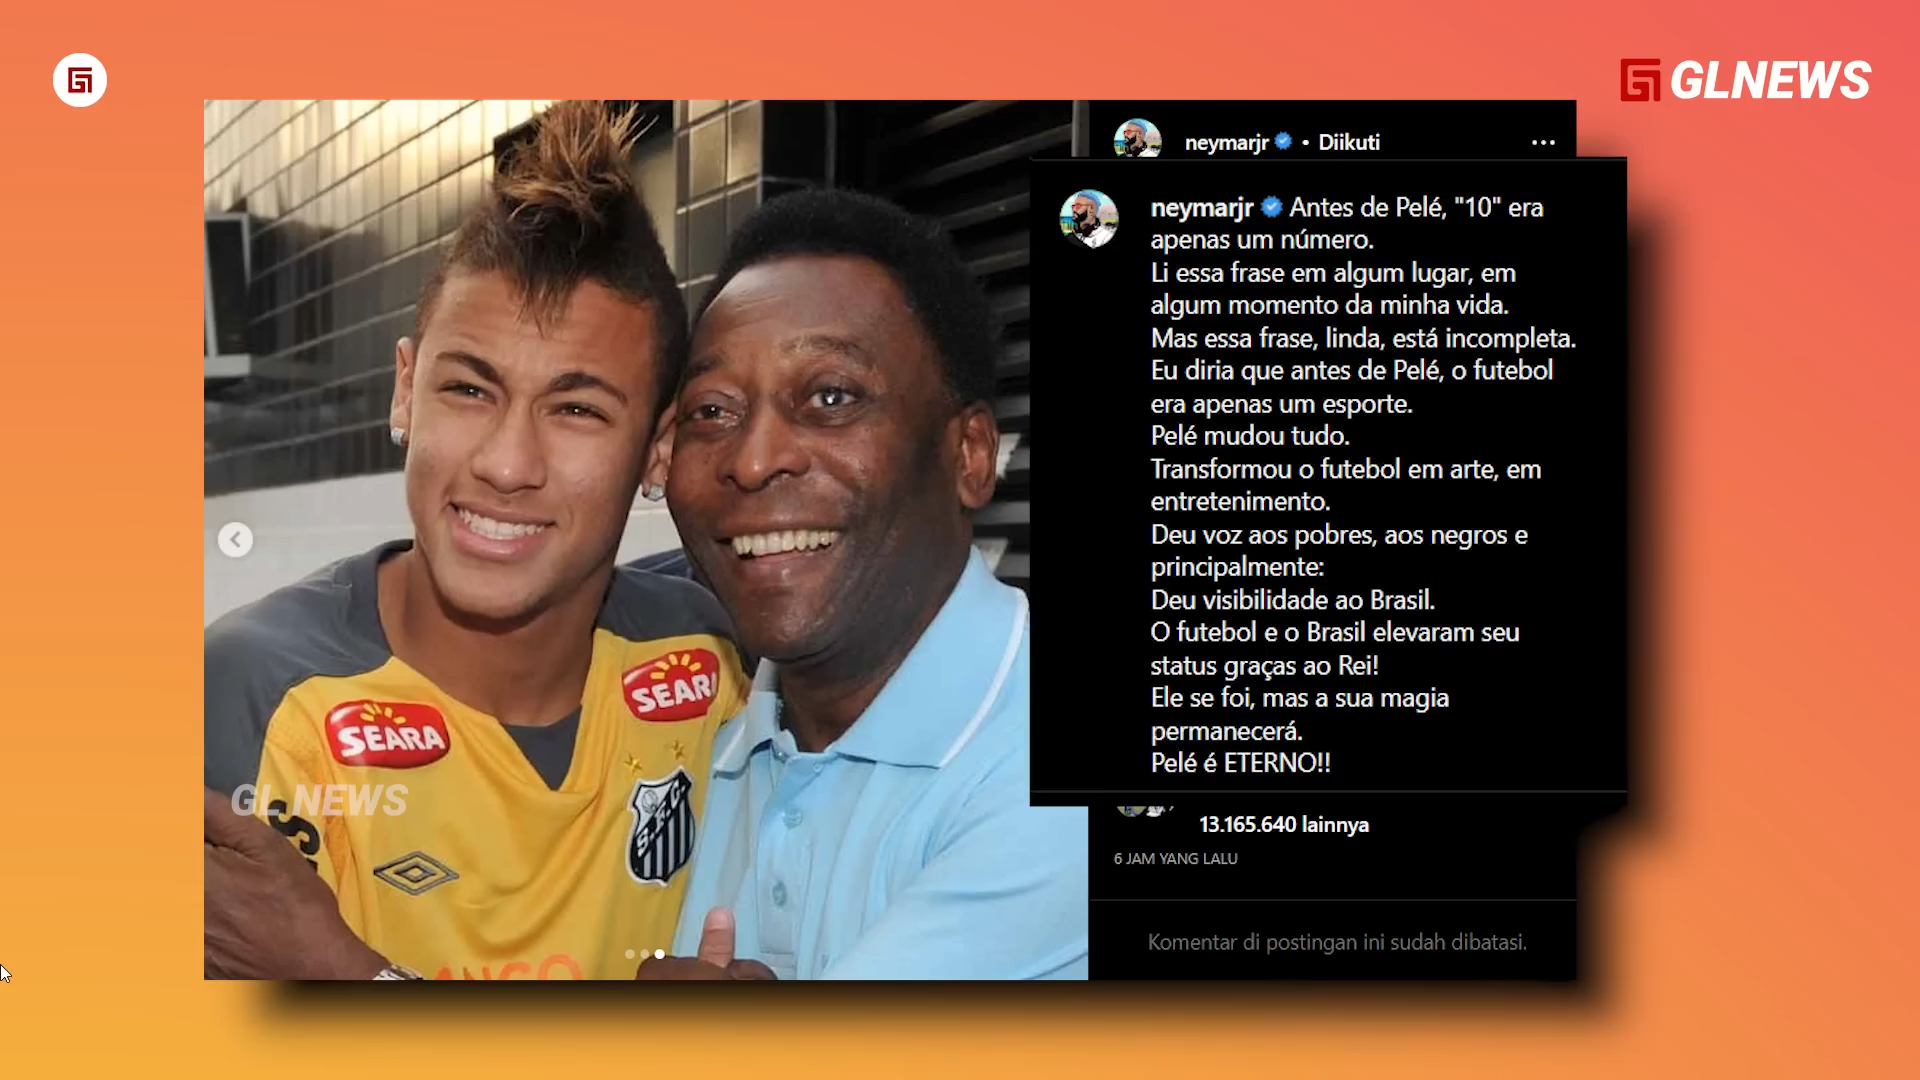 GLNEWS
neymarjr • Diikuti
neymarjr Antes de Pelé, "10" era
apenas um número.
Li essa frase em algum lugar, em
algum momento da minha vida.
Mas essa frase, linda, está incompleta.
Eu diria que antes de Pelé, o futebol
era apenas um esporte.
Pelé mudou tudo.
Transformou o futebol em arte, em
entretenimento.
Deu voz aos pobres, aos negros e
principalmente:
Deu visibilidade ao Brasil.
O futebol e o Brasil elevaram seu
status graças ao Rei!
Ele se foi, mas a sua magia
permanecerá.
Pelé é ETERNO!!
13.165.640 lainnya
6 JAM YANG LALU
Komentar di postingan ini sudah dibatasi.
SEARA
SEARA
S.F.C.
GL NEWS